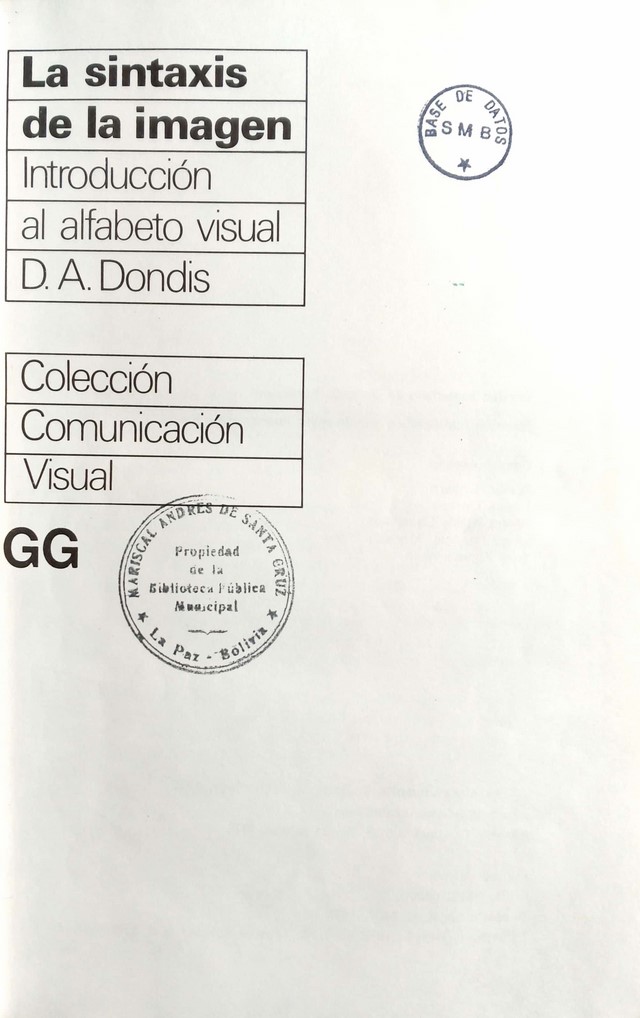 La sintaxis
de la imagen
Introducción
al alfabeto visual
D. A. Dondis
BASE DE DATOS
S M B
Colección
Comunicación
Visual
GG
MARISCAL ANDRES DE SANTA CRUZ
Propiedad
de la
Biblioteca Pública
Municipal
La Paz - Bolivia